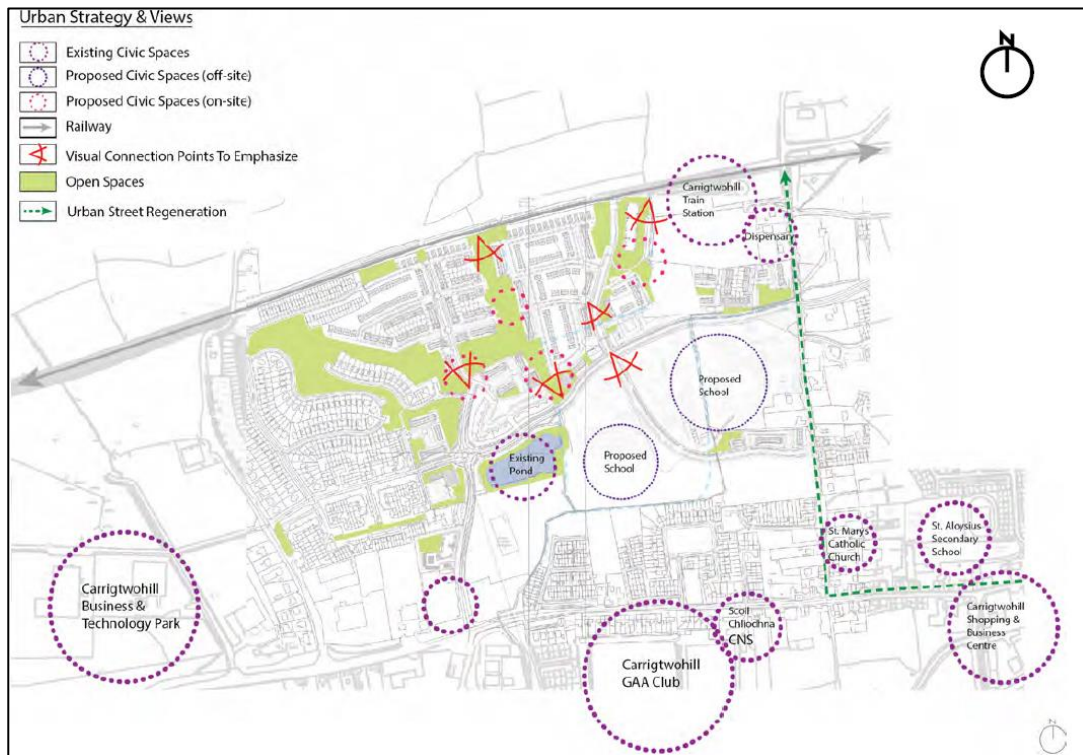 Urban Strategy & Views
Existing Civic Spaces
Proposed Civic Spaces (off-site)
Proposed Civic Spaces (on-site)
Railway
Visual Connection Points To Emphasize
Open Spaces
Urban Street Regeneration
N
Carrigtwohill
Train
Station
Dispensary
Proposed
School
Existing
Pond
Proposed
School
St. Marys
Catholic
Church
St. Aloysius
Secondary
School
Carrigtwohill
Business &
Technology Park
Scoil
Chliodhna
CNS
Carrigtwohill
Shopping &
Business
Centre
Carrigtwohill
GAA Club
N